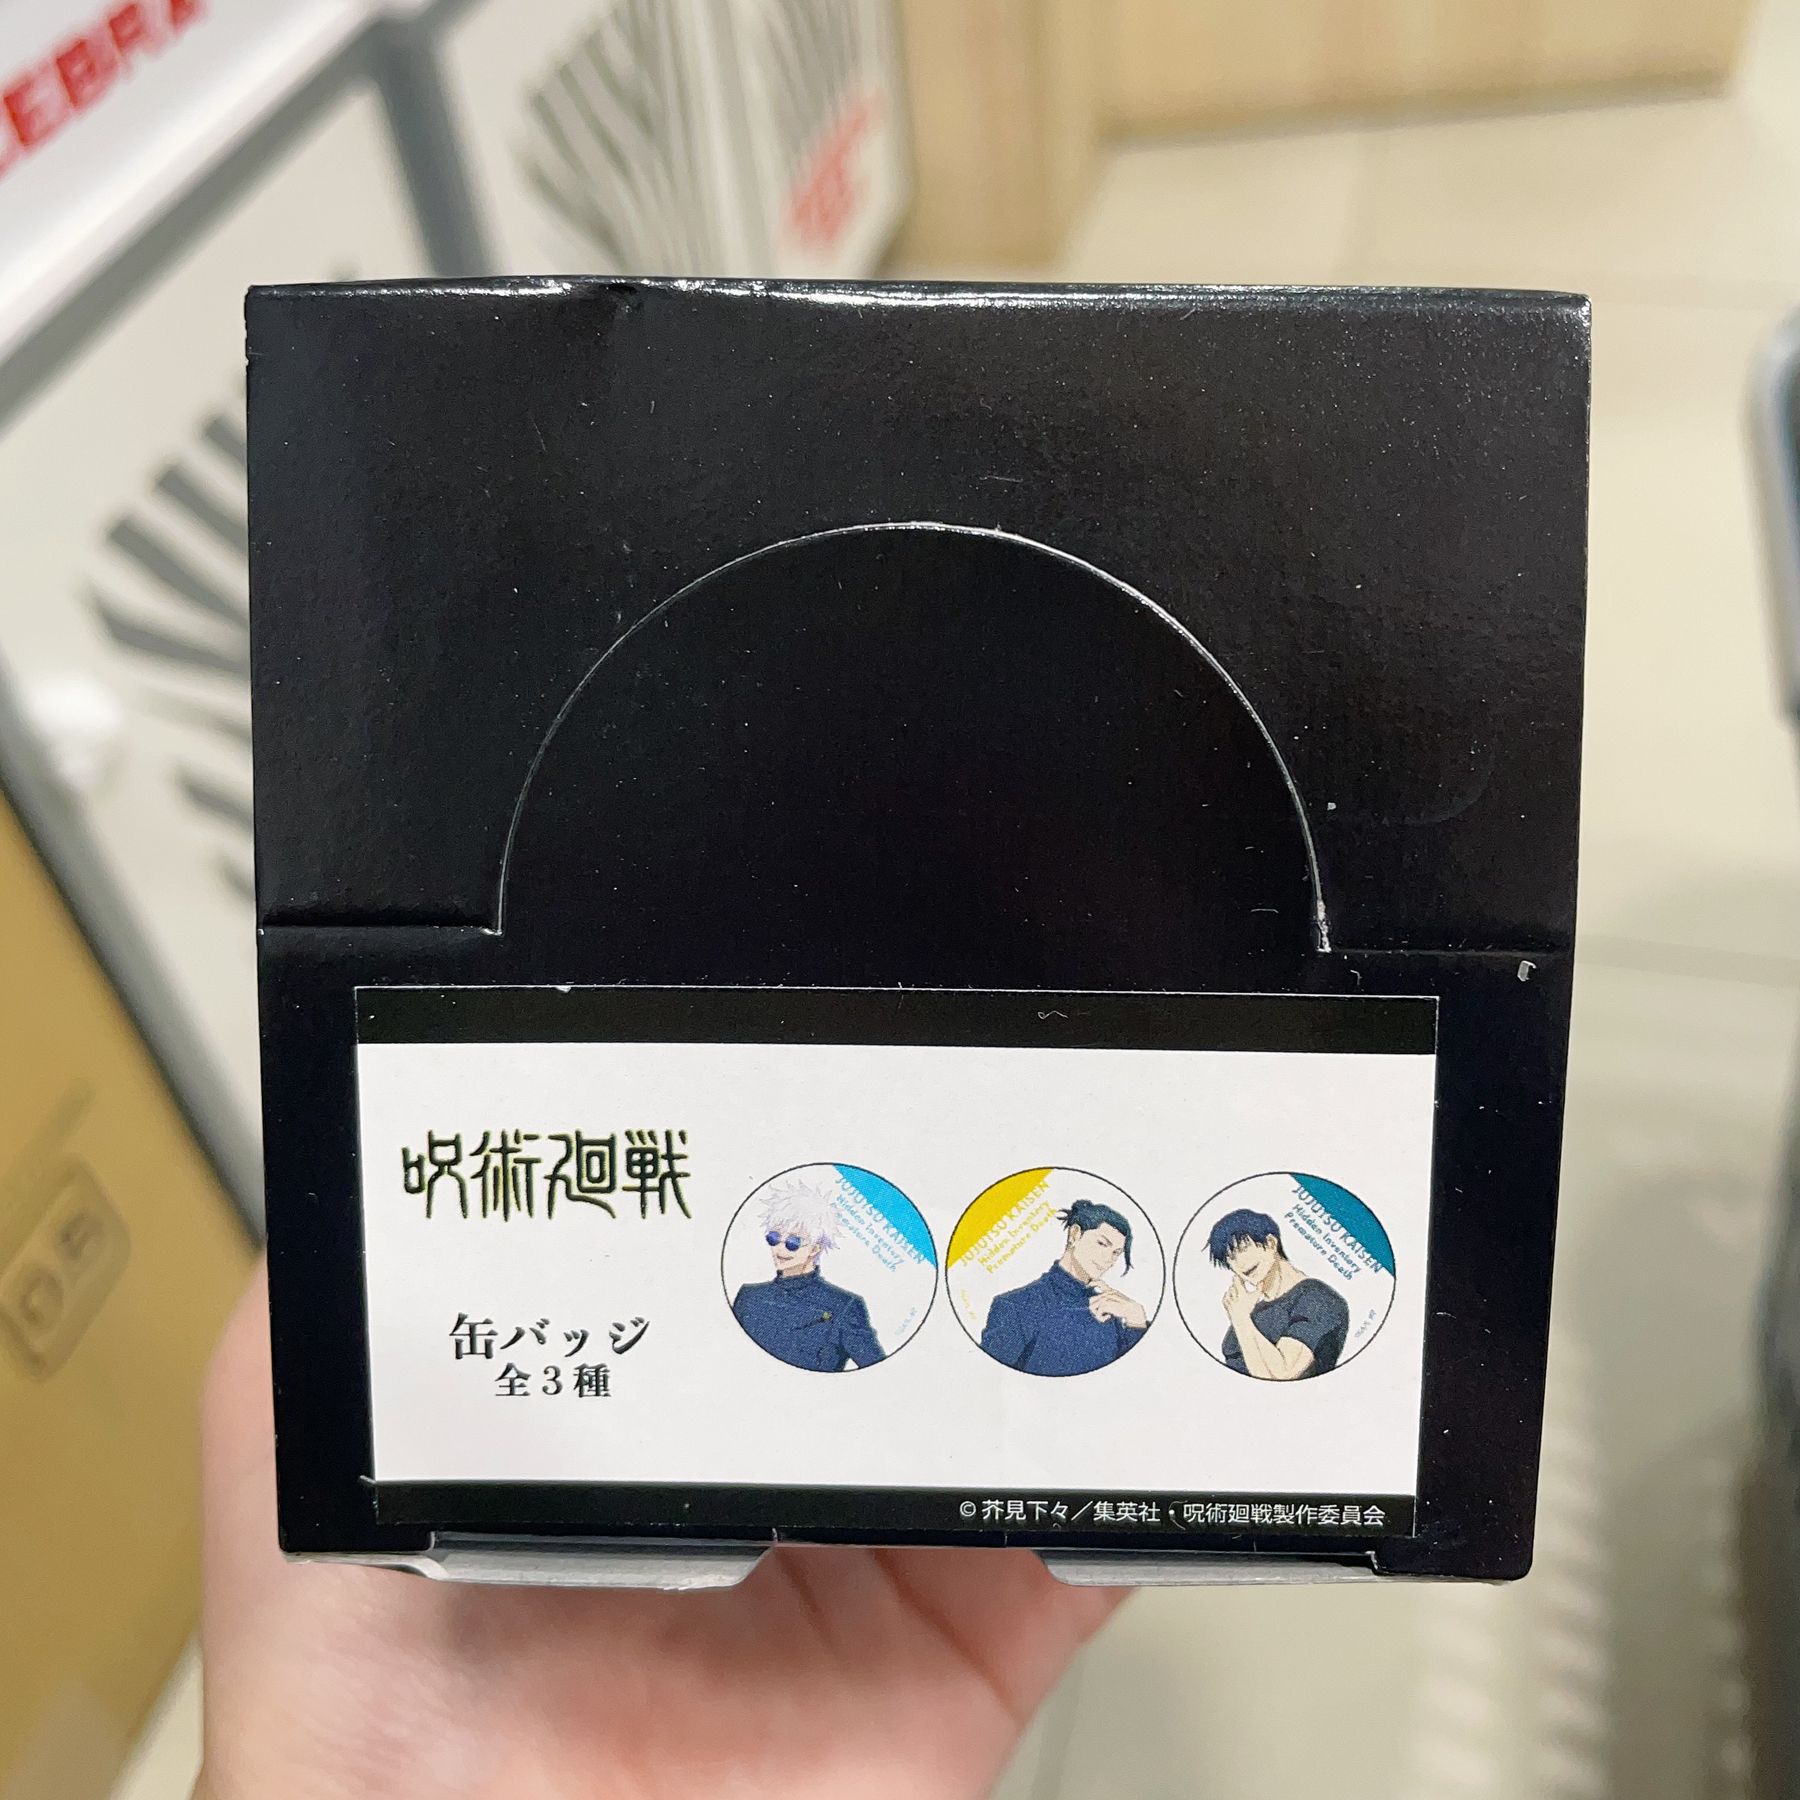 呪術廻戦
缶バッジ
全3種
JUJUTSU KAISEN
Hidden Inventory
Premature Death
JUJUTSU KAISEN
Hidden Inventory
Premature Death
JUJUTSU KAISEN
Hidden Inventory
Premature Death
© 芥見下々／集英社・呪術廻戦製作委員会